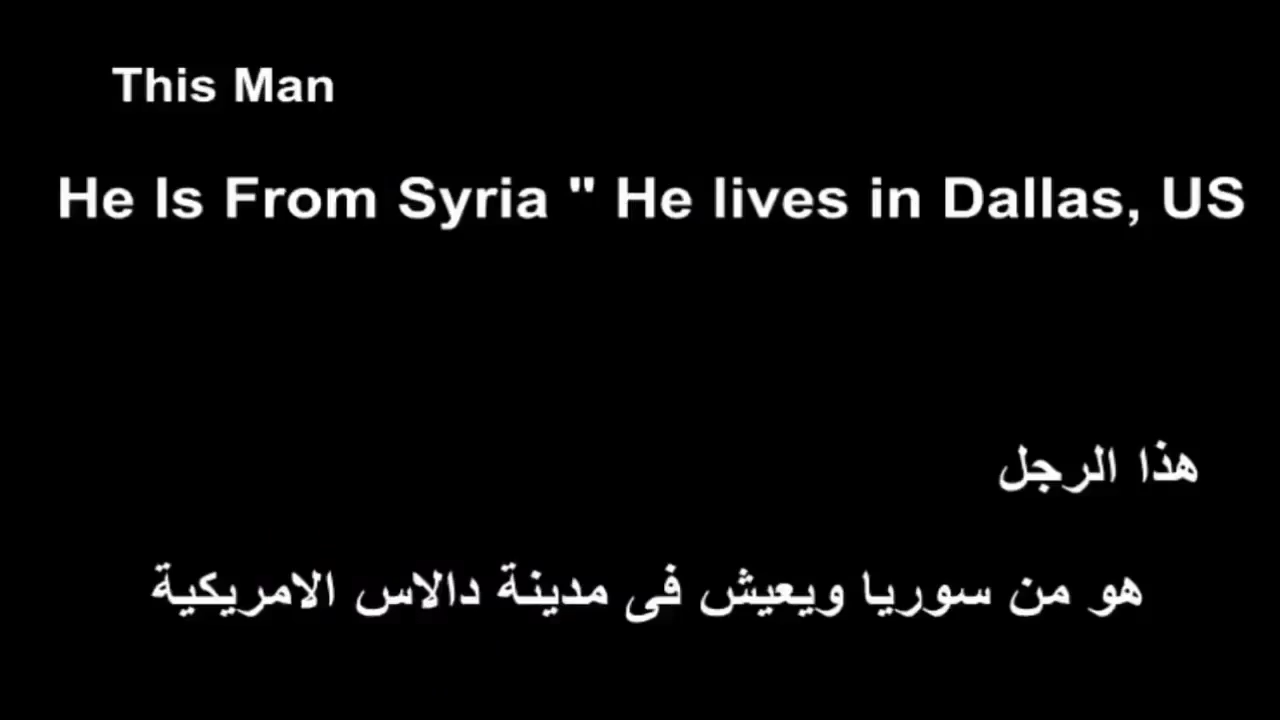 This Man
He Is From Syria " He lives in Dallas, US
هذا الرجل
هو من سوريا ويعيش فى مدينة دالاس الامريكية